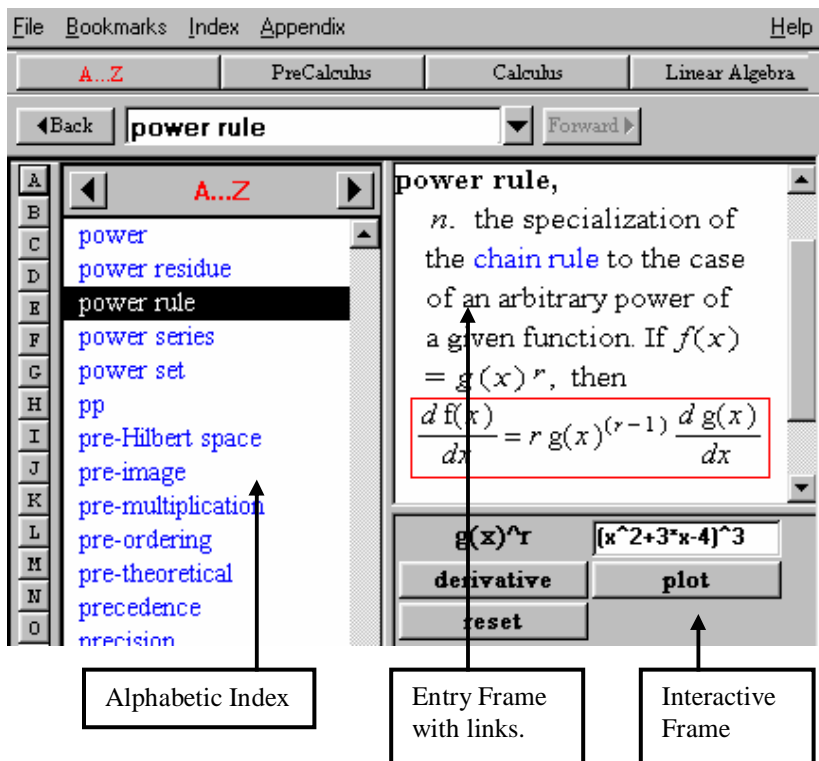 File Bookmarks Index Appendix Help
A...Z PreCalculus Calculus Linear Algebra
Back power rule Forward
A
B
C
D
E
F
G
H
I
J
K
L
M
N
O
A...Z
power
power residue
power rule
power series
power set
pp
pre-Hilbert space
pre-image
pre-multiplication
pre-ordering
pre-theoretical
precedence
precision
power rule,
n. the specialization of
the chain rule to the case
of an arbitrary power of
a given function. If f(x)
= g(x)^r, then
d f(x)/dx = r g(x)^(r-1) d g(x)/dx
g(x)^r (x^2+3*x-4)^3
derivative plot
reset
Alphabetic Index
Entry Frame
with links.
Interactive
Frame